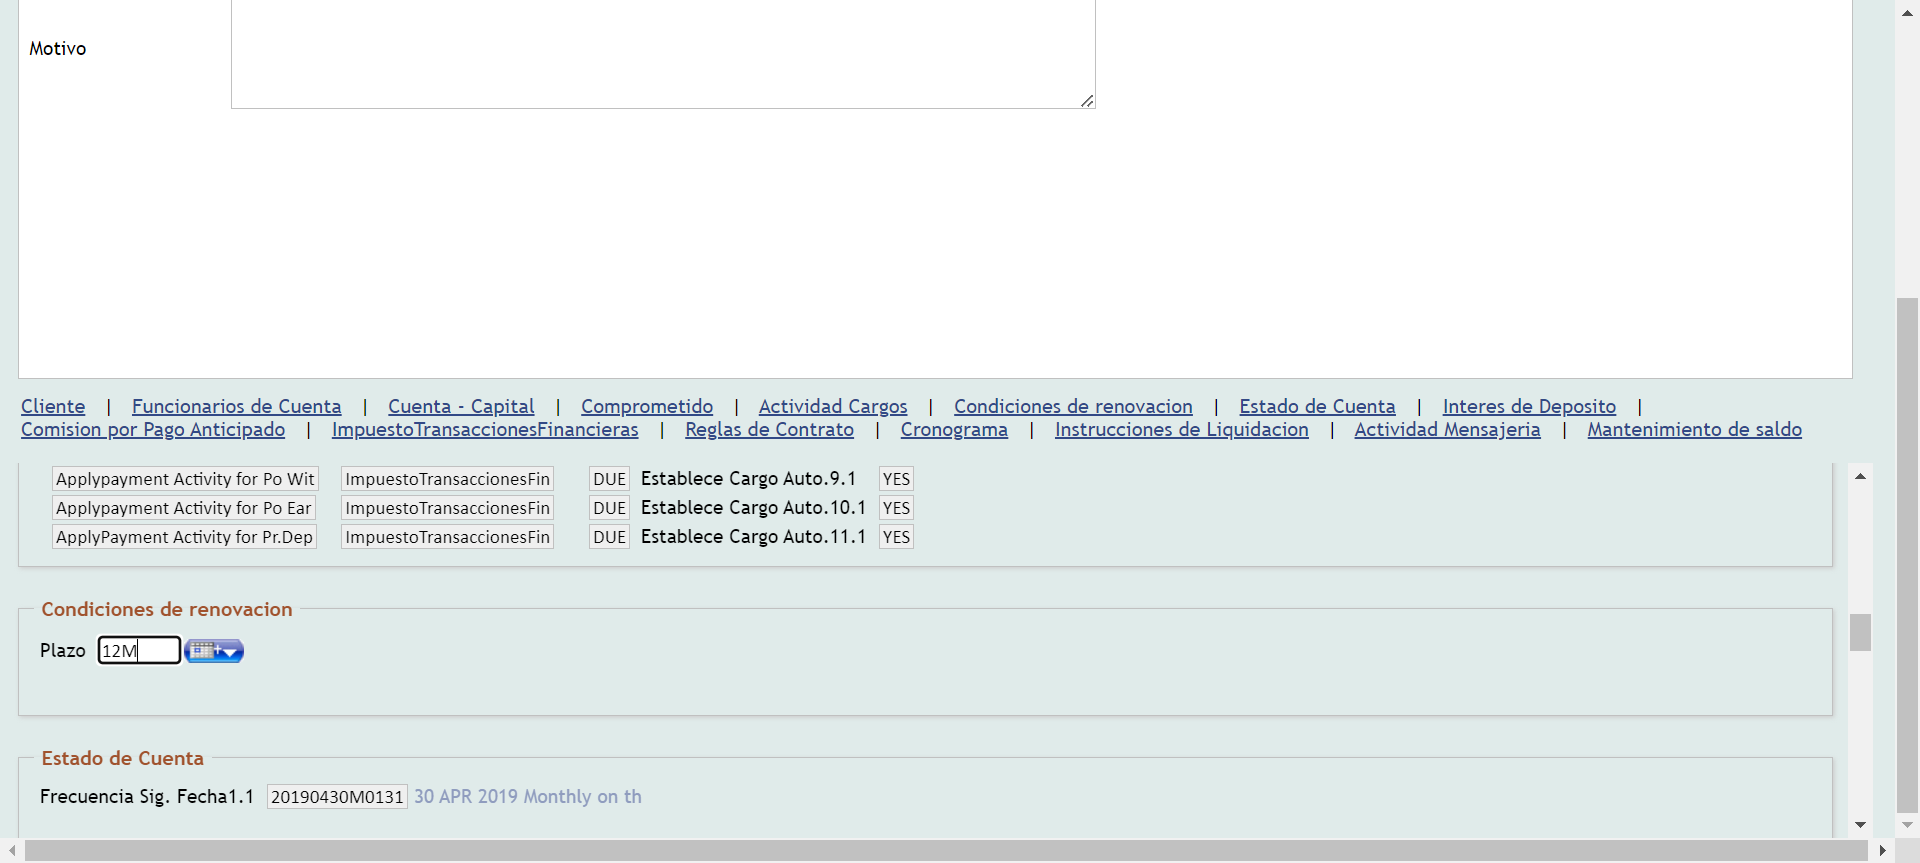 Motivo
Cliente | Funcionarios de Cuenta | Cuenta - Capital | Comprometido | Actividad Cargos | Condiciones de renovacion | Estado de Cuenta | Interes de Deposito |
Comision por Pago Anticipado | ImpuestoTransaccionesFinancieras | Reglas de Contrato | Cronograma | Instrucciones de Liquidacion | Actividad Mensajeria | Mantenimiento de saldo
Applypayment Activity for Po Wit ImpuestoTransaccionesFin DUE Establece Cargo Auto.9.1 YES
Applypayment Activity for Po Ear ImpuestoTransaccionesFin DUE Establece Cargo Auto.10.1 YES
ApplyPayment Activity for Pr.Dep ImpuestoTransaccionesFin DUE Establece Cargo Auto.11.1 YES
Condiciones de renovacion
Plazo 12M
Estado de Cuenta
Frecuencia Sig. Fecha1.1 20190430M0131 30 APR 2019 Monthly on th